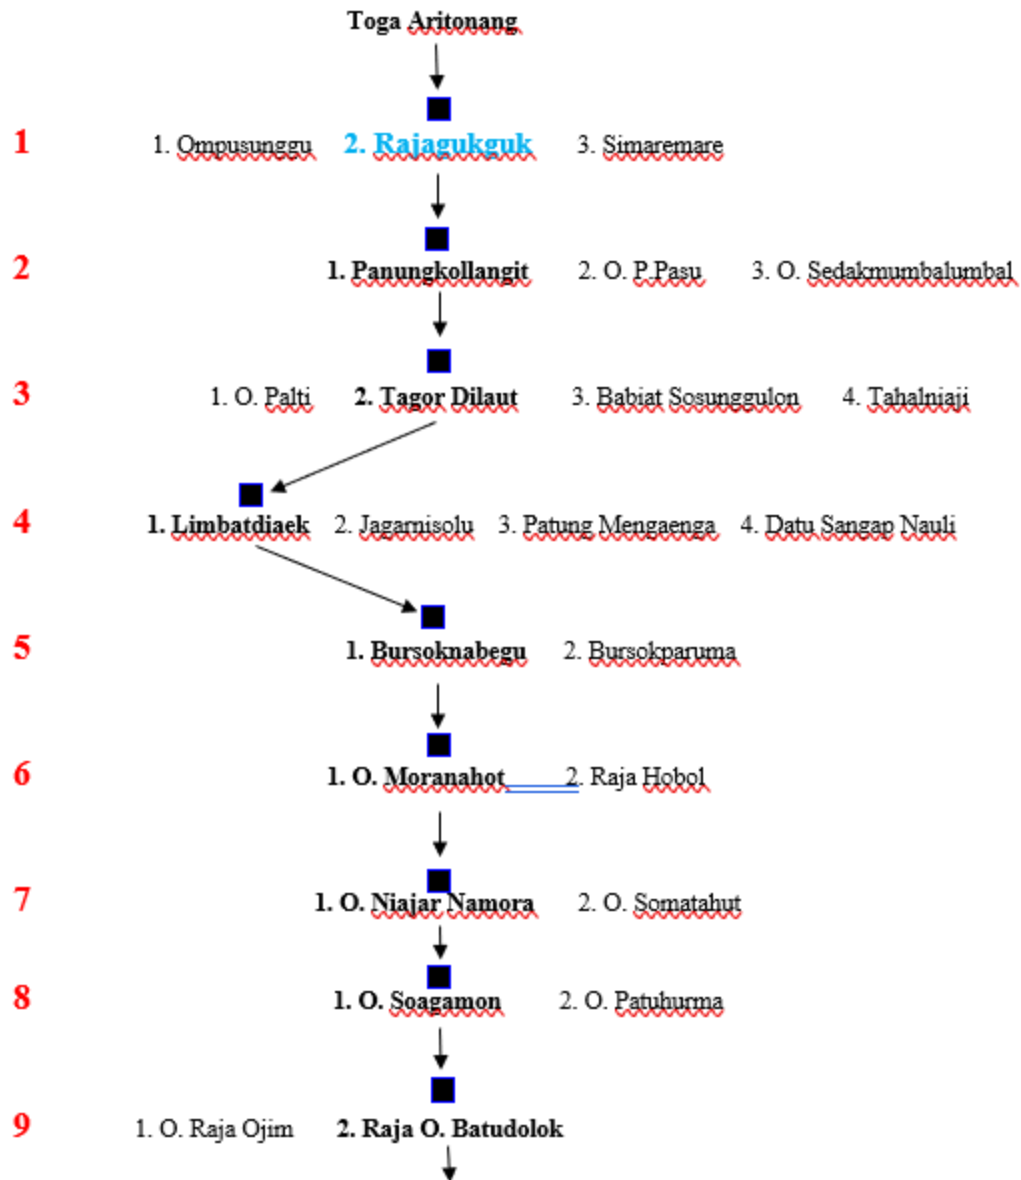 Toga Aritonang
1 1. Ompusunggu 2. Rajagukguk 3. Simaremare
2 1. Panungkollangit 2. O. P.Pasu 3. O. Sedakmumbalumbal
3 1. O. Palti 2. Tagor Dilaut 3. Babiat Sosunggulon 4. Tahalniaji
4 1. Limbatdiaek 2. Jagarnisolu 3. Patung Mengaenga 4. Datu Sangap Nauli
5 1. Bursoknabegu 2. Bursokparuma
6 1. O. Moranahot 2. Raja Hobol
7 1. O. Niajar Namora 2. O. Somatahut
8 1. O. Soagamon 2. O. Patuhurma
9 1. O. Raja Ojim 2. Raja O. Batudolok